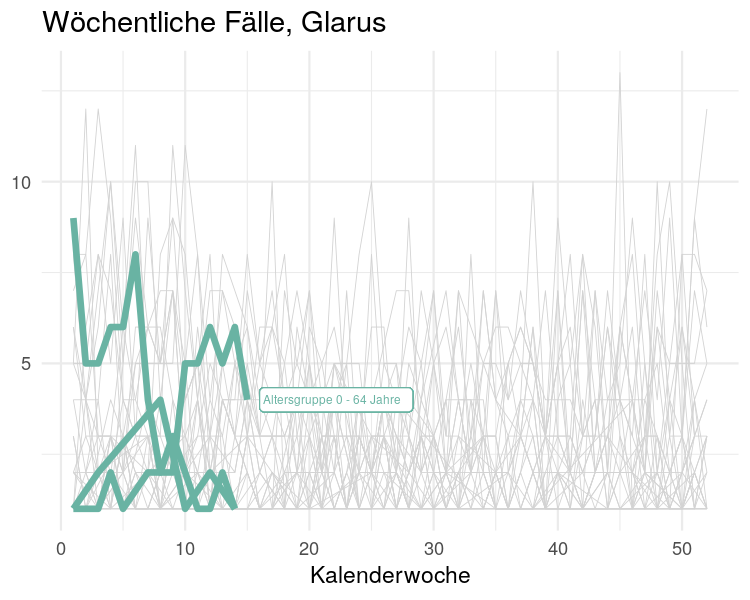 Wöchentliche Fälle, Glarus
10
5
Altersgruppe 0 - 64 Jahre
0 10 20 30 40 50
Kalenderwoche